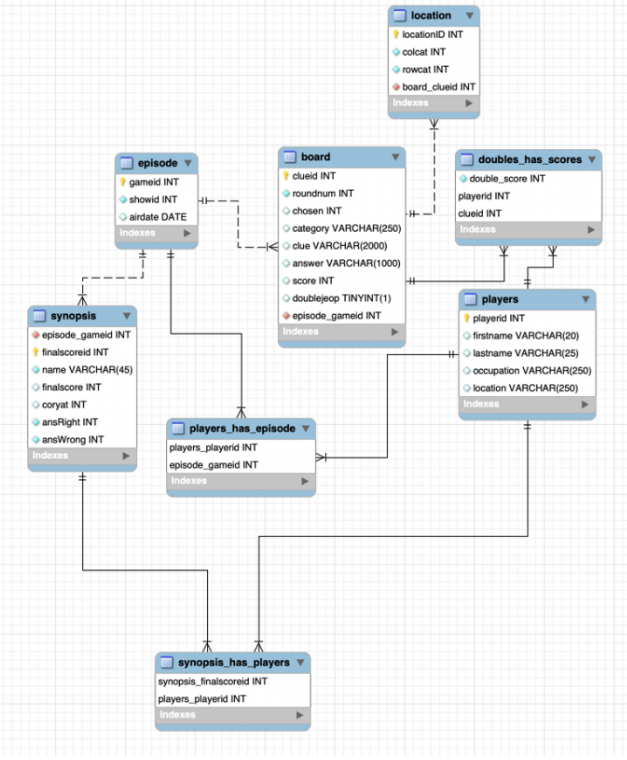 location
locationID INT
colcat INT
rowcat INT
board_clueid INT
Indexes
episode
gameid INT
showid INT
airdate DATE
Indexes
board
clueid INT
roundnum INT
chosen INT
category VARCHAR(250)
clue VARCHAR(2000)
answer VARCHAR(1000)
score INT
doublejeop TINYINT(1)
episode_gameid INT
Indexes
doubles_has_scores
double_score INT
playerid INT
clueid INT
Indexes
synopsis
episode_gameid INT
finalscoreid INT
name VARCHAR(45)
finalscore INT
coryat INT
ansRight INT
ansWrong INT
Indexes
players
playerid INT
firstname VARCHAR(20)
lastname VARCHAR(25)
occupation VARCHAR(250)
location VARCHAR(250)
Indexes
players_has_episode
players_playerid INT
episode_gameid INT
Indexes
synopsis_has_players
synopsis_finalscoreid INT
players_playerid INT
Indexes